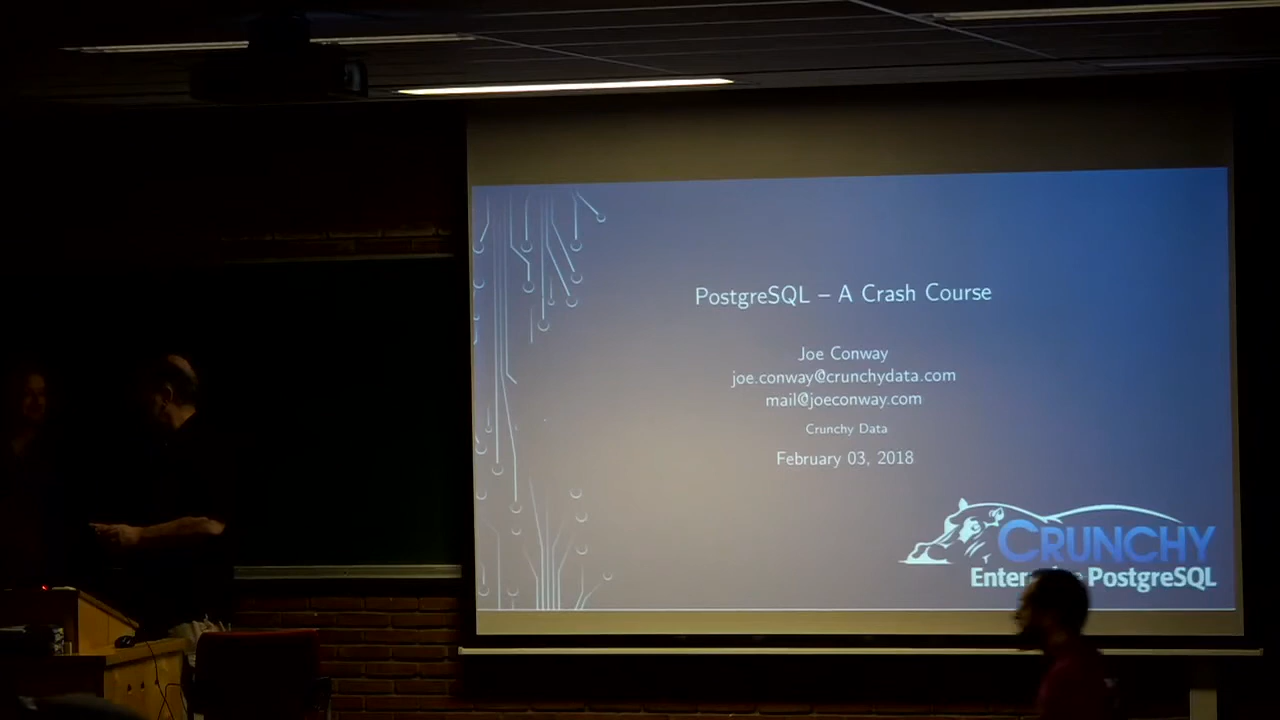 PostgreSQL – A Crash Course
Joe Conway
joe.conway@crunchydata.com
mail@joeconway.com
Crunchy Data
February 03, 2018
CRUNCHY
PostgreSQL